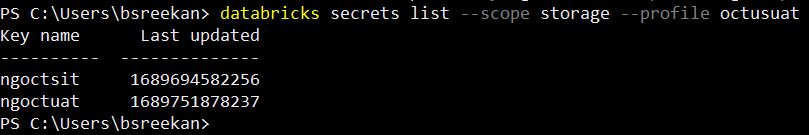 PS C:\Users\bsreekan> databricks secrets list --scope storage --profile octusuat
Key name      Last updated
----------  --------------
ngoctsit     1689694582256
ngoctuat     1689751878237
PS C:\Users\bsreekan>